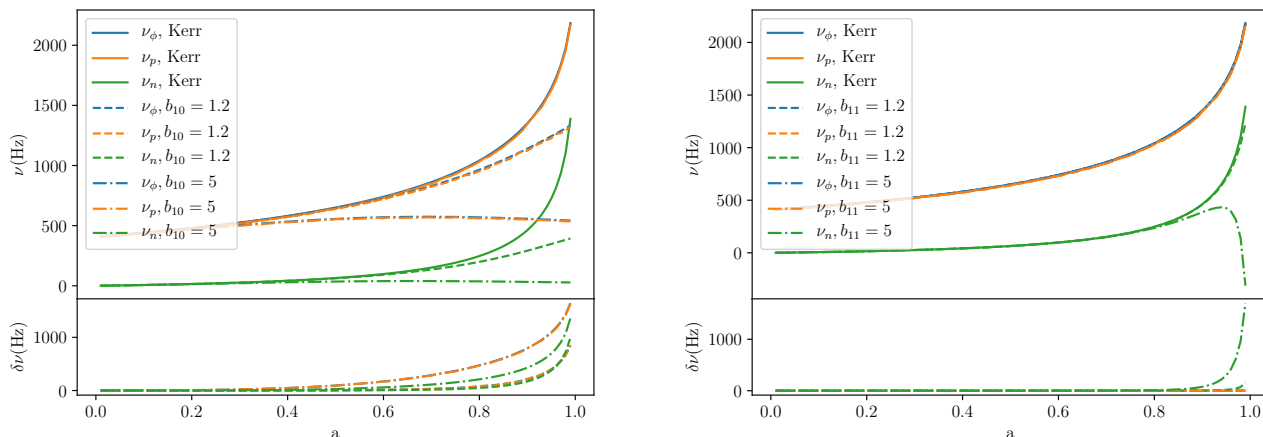 2000
1500
1000
500
0
ν(Hz)
ν_ϕ, Kerr
ν_p, Kerr
ν_n, Kerr
ν_ϕ, b_10 = 1.2
ν_p, b_10 = 1.2
ν_n, b_10 = 1.2
ν_ϕ, b_10 = 5
ν_p, b_10 = 5
ν_n, b_10 = 5
1000
0
δν(Hz)
0.0 0.2 0.4 0.6 0.8 1.0
a
2000
1500
1000
500
0
ν(Hz)
ν_ϕ, Kerr
ν_p, Kerr
ν_n, Kerr
ν_ϕ, b_11 = 1.2
ν_p, b_11 = 1.2
ν_n, b_11 = 1.2
ν_ϕ, b_11 = 5
ν_p, b_11 = 5
ν_n, b_11 = 5
1000
0
δν(Hz)
0.0 0.2 0.4 0.6 0.8 1.0
a